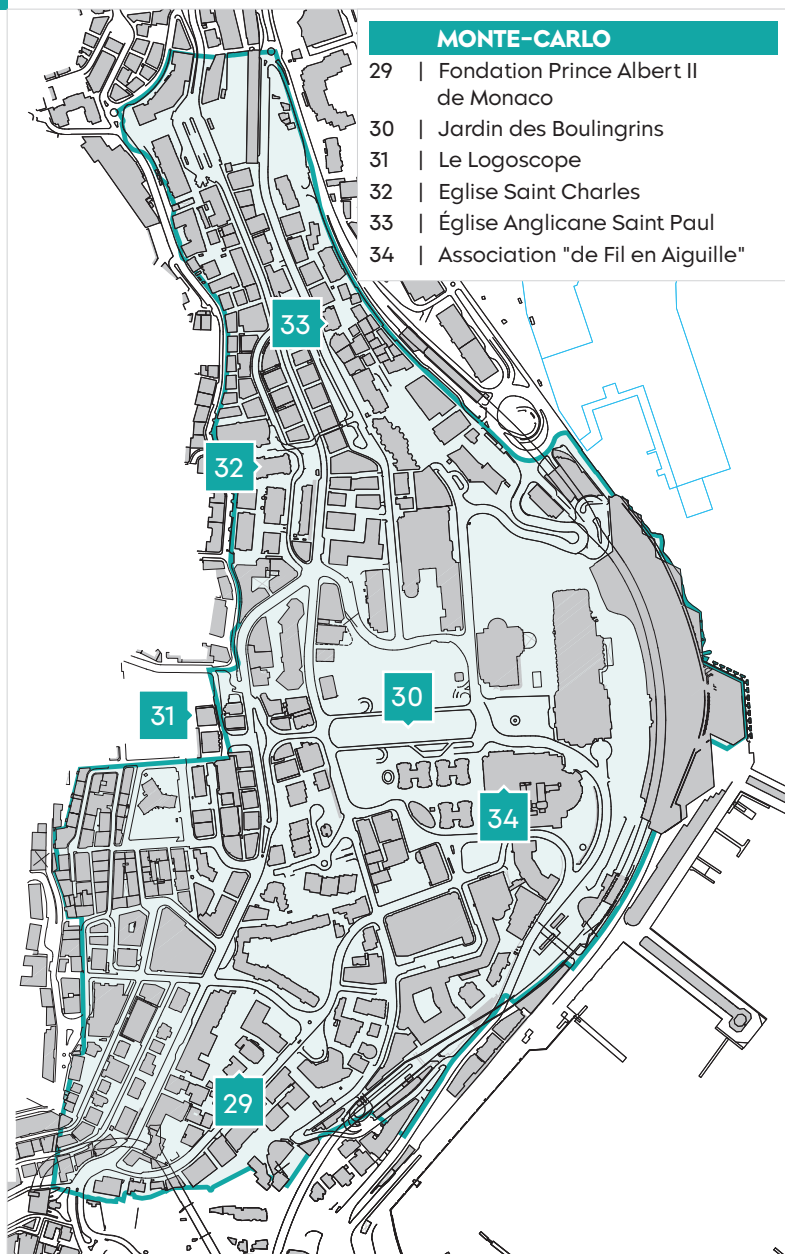 MONTE-CARLO
29 | Fondation Prince Albert II
de Monaco
30 | Jardin des Boulingrins
31 | Le Logoscope
32 | Eglise Saint Charles
33 | Église Anglicane Saint Paul
34 | Association "de Fil en Aiguille"
33
32
30
31
34
29